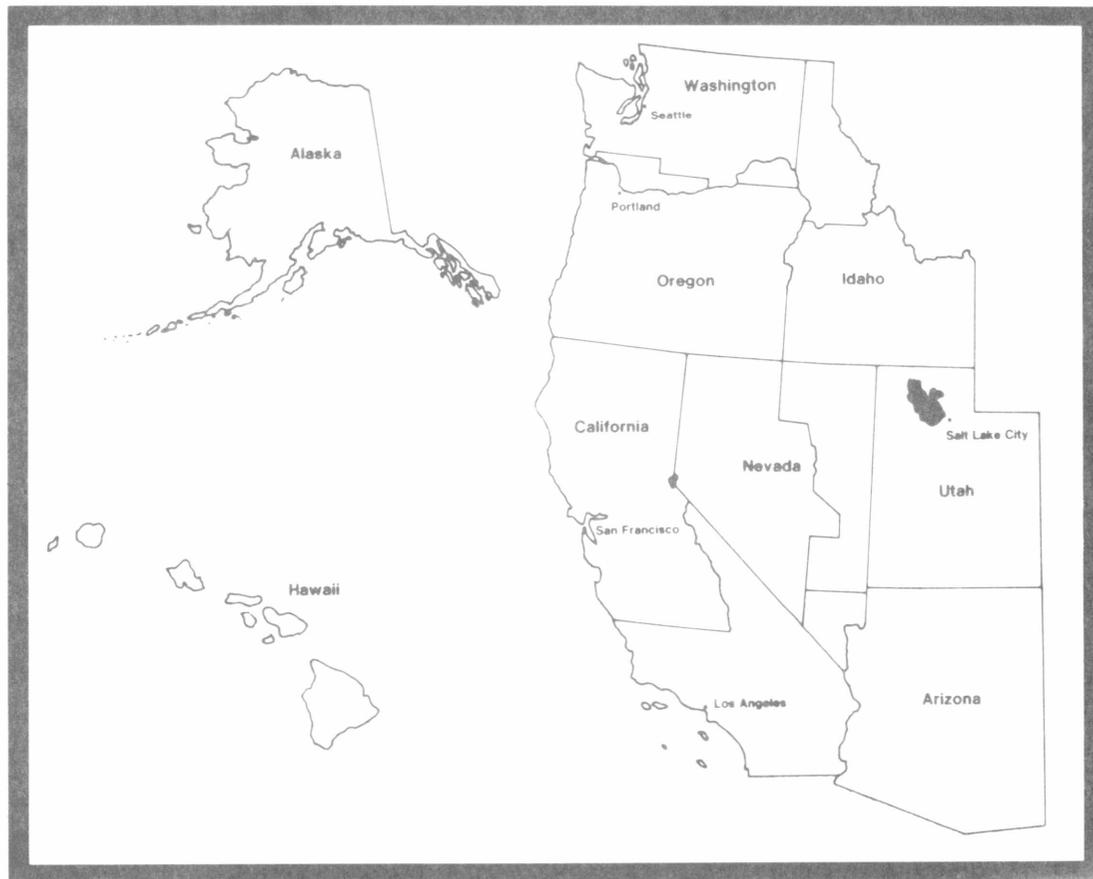 Washington
Seattle
Alaska
Portland
Oregon
Idaho
California
Salt Lake City
Nevada
Utah
San Francisco
Hawaii
Los Angeles
Arizona